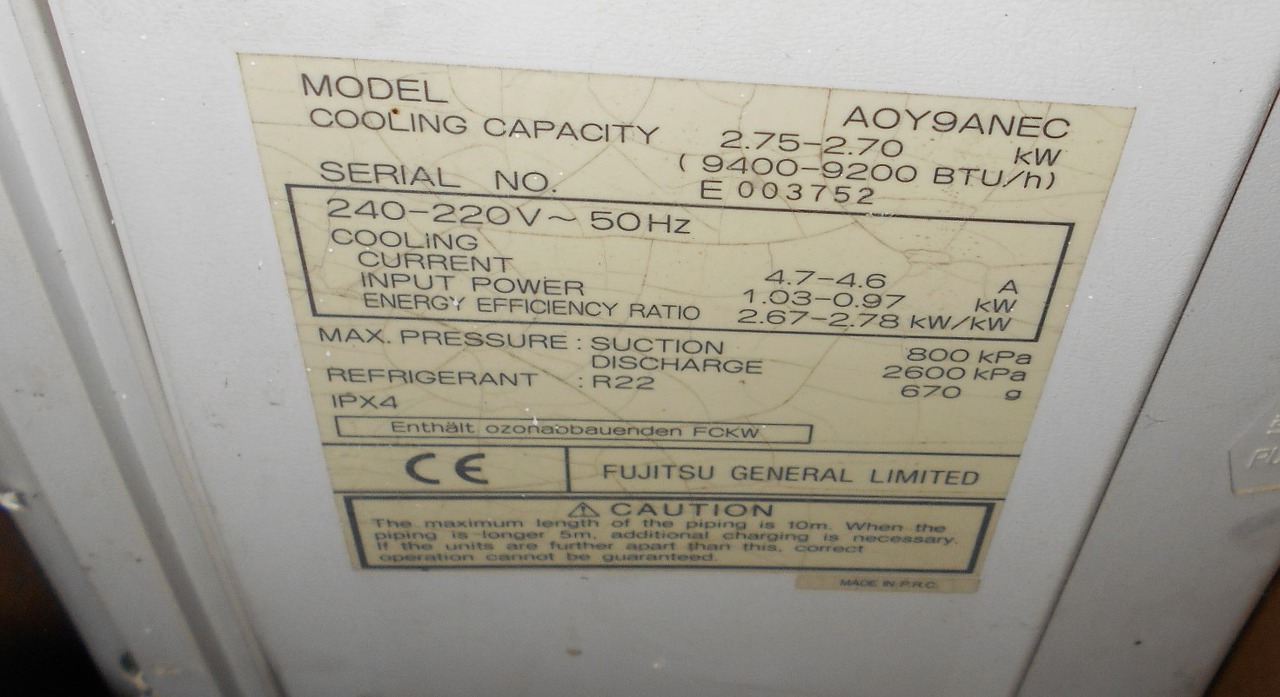 MODEL AOY9ANEC
COOLING CAPACITY 2.75-2.70 kW
(9400-9200 BTU/h)
SERIAL NO. E 003752
240-220V~ 50Hz
COOLING
CURRENT 4.7-4.6 A
INPUT POWER 1.03-0.97 kW
ENERGY EFFICIENCY RATIO 2.67-2.78 kW/kW
MAX. PRESSURE : SUCTION 800 kPa
DISCHARGE 2600 kPa
REFRIGERANT : R22 670 g
IPX4
Enthält ozonabbauenden FCKW
CE FUJITSU GENERAL LIMITED
⚠ CAUTION
The maximum length of the piping is 10m. When the
piping is longer 5m, additional charging is necessary.
If the units are further apart than this, correct
operation cannot be guaranteed.
MADE IN P.R.C.